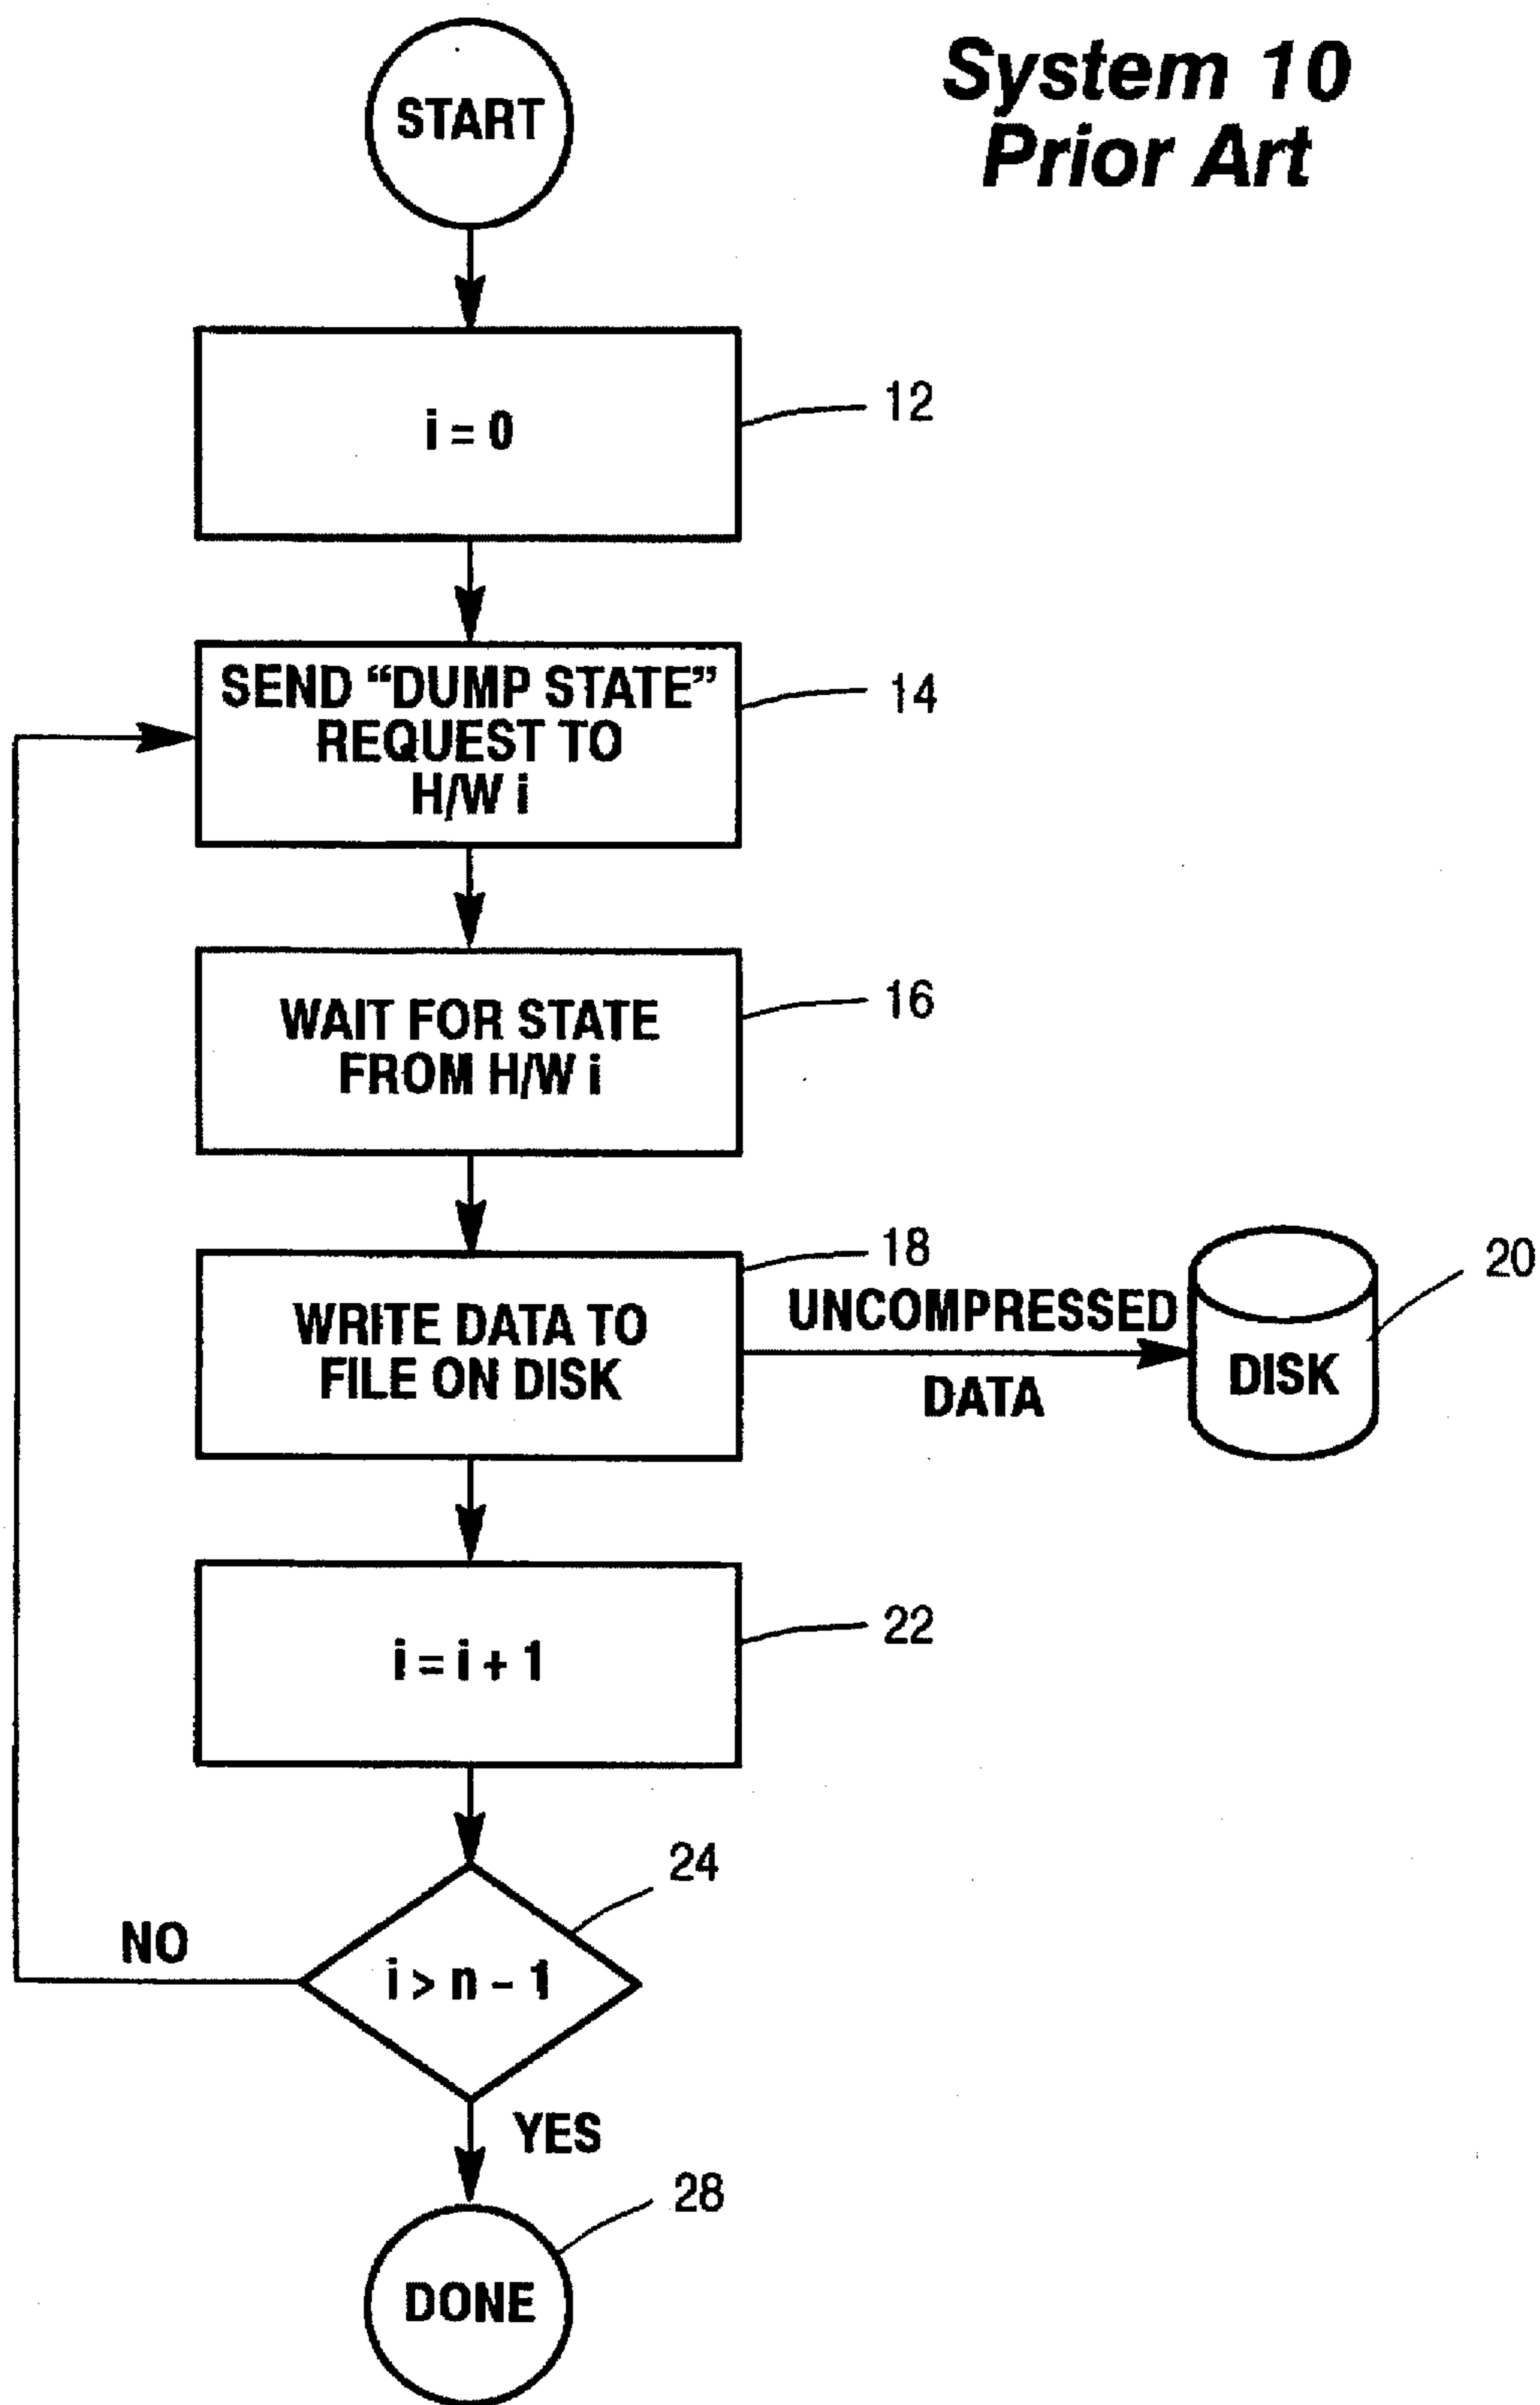 System 10
Prior Art
START
i = 0
12
SEND “DUMP STATE”
REQUEST TO
H/W i
14
WAIT FOR STATE
FROM H/W i
16
WRITE DATA TO
FILE ON DISK
18
UNCOMPRESSED
DATA
DISK
20
i = i + 1
22
i > n - 1
24
NO
YES
DONE
28